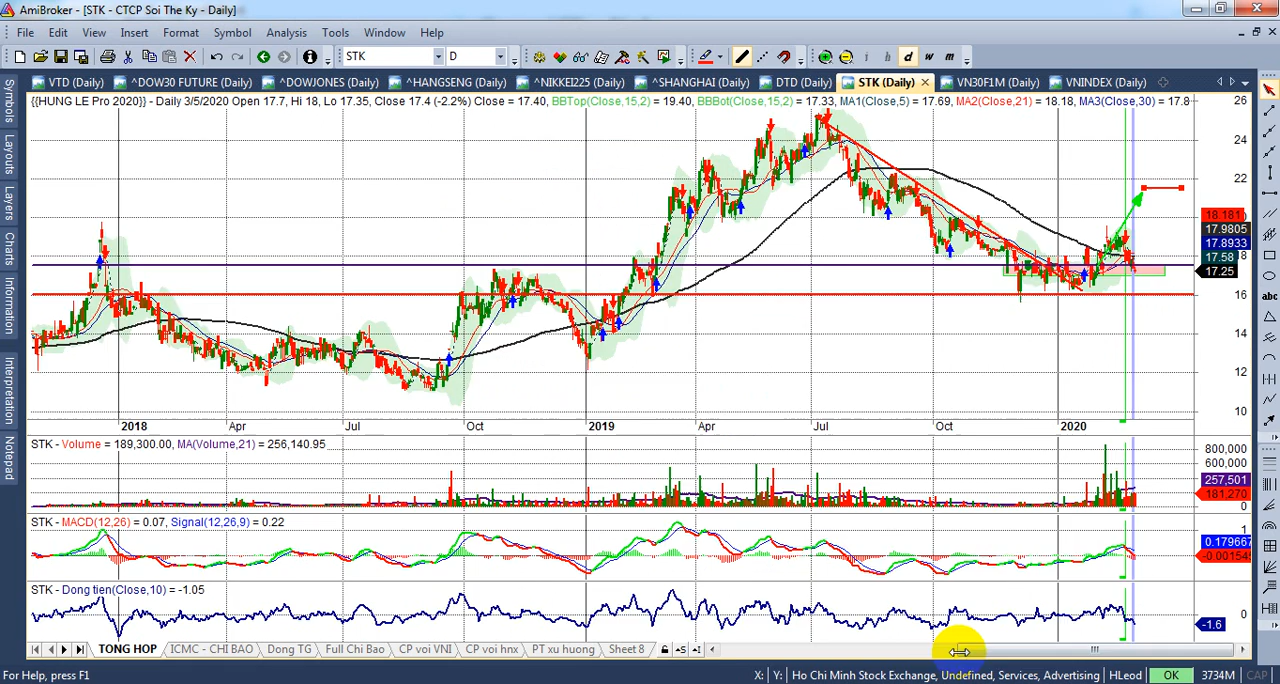 AmiBroker - [STK - CTCP Soi The Ky - Daily]
File Edit View Insert Format Symbol Analysis Tools Window Help
STK D i h d w m
VTD (Daily) ^DOW30 FUTURE (Daily) ^DOWJONES (Daily) ^HANGSENG (Daily) ^NIKKEI225 (Daily) ^SHANGHAI (Daily) DTD (Daily) STK (Daily) VN30F1M (Daily) VNINDEX (Daily)
{{HUNG LE Pro 2020}} - Daily 3/5/2020 Open 17.7, Hi 18, Lo 17.35, Close 17.4 (-2.2%) Close = 17.40, BBTop(Close,15,2) = 19.40, BBBot(Close,15,2) = 17.33, MA1(Close,5) = 17.69, MA2(Close,21) = 18.18, MA3(Close,30) = 17.8
Symbols
Layouts
Layers
Charts
Information
Interpretation
Notepad
26
24
22
18.181
17.9805
17.8933
17.58
8
17.25
16
14
12
10
2018 Apr Jul Oct 2019 Apr Jul Oct 2020
abc
STK - Volume = 189,300.00, MA(Volume,21) = 256,140.95
800,000
600,000
257,501
181,270
0
STK - MACD(12,26) = 0.07, Signal(12,26,9) = 0.22
1
0.179667
-0.001545
STK - Dong tien(Close,10) = -1.05
0
-1.6
TONG HOP ICMC - CHI BAO Dong TG Full Chi Bao CP voi VNI CP voi hnx PT xu huong Sheet 8
For Help, press F1 X: Y: Ho Chi Minh Stock Exchange, Undefined, Services, Advertising HLeod OK 3734M CAP